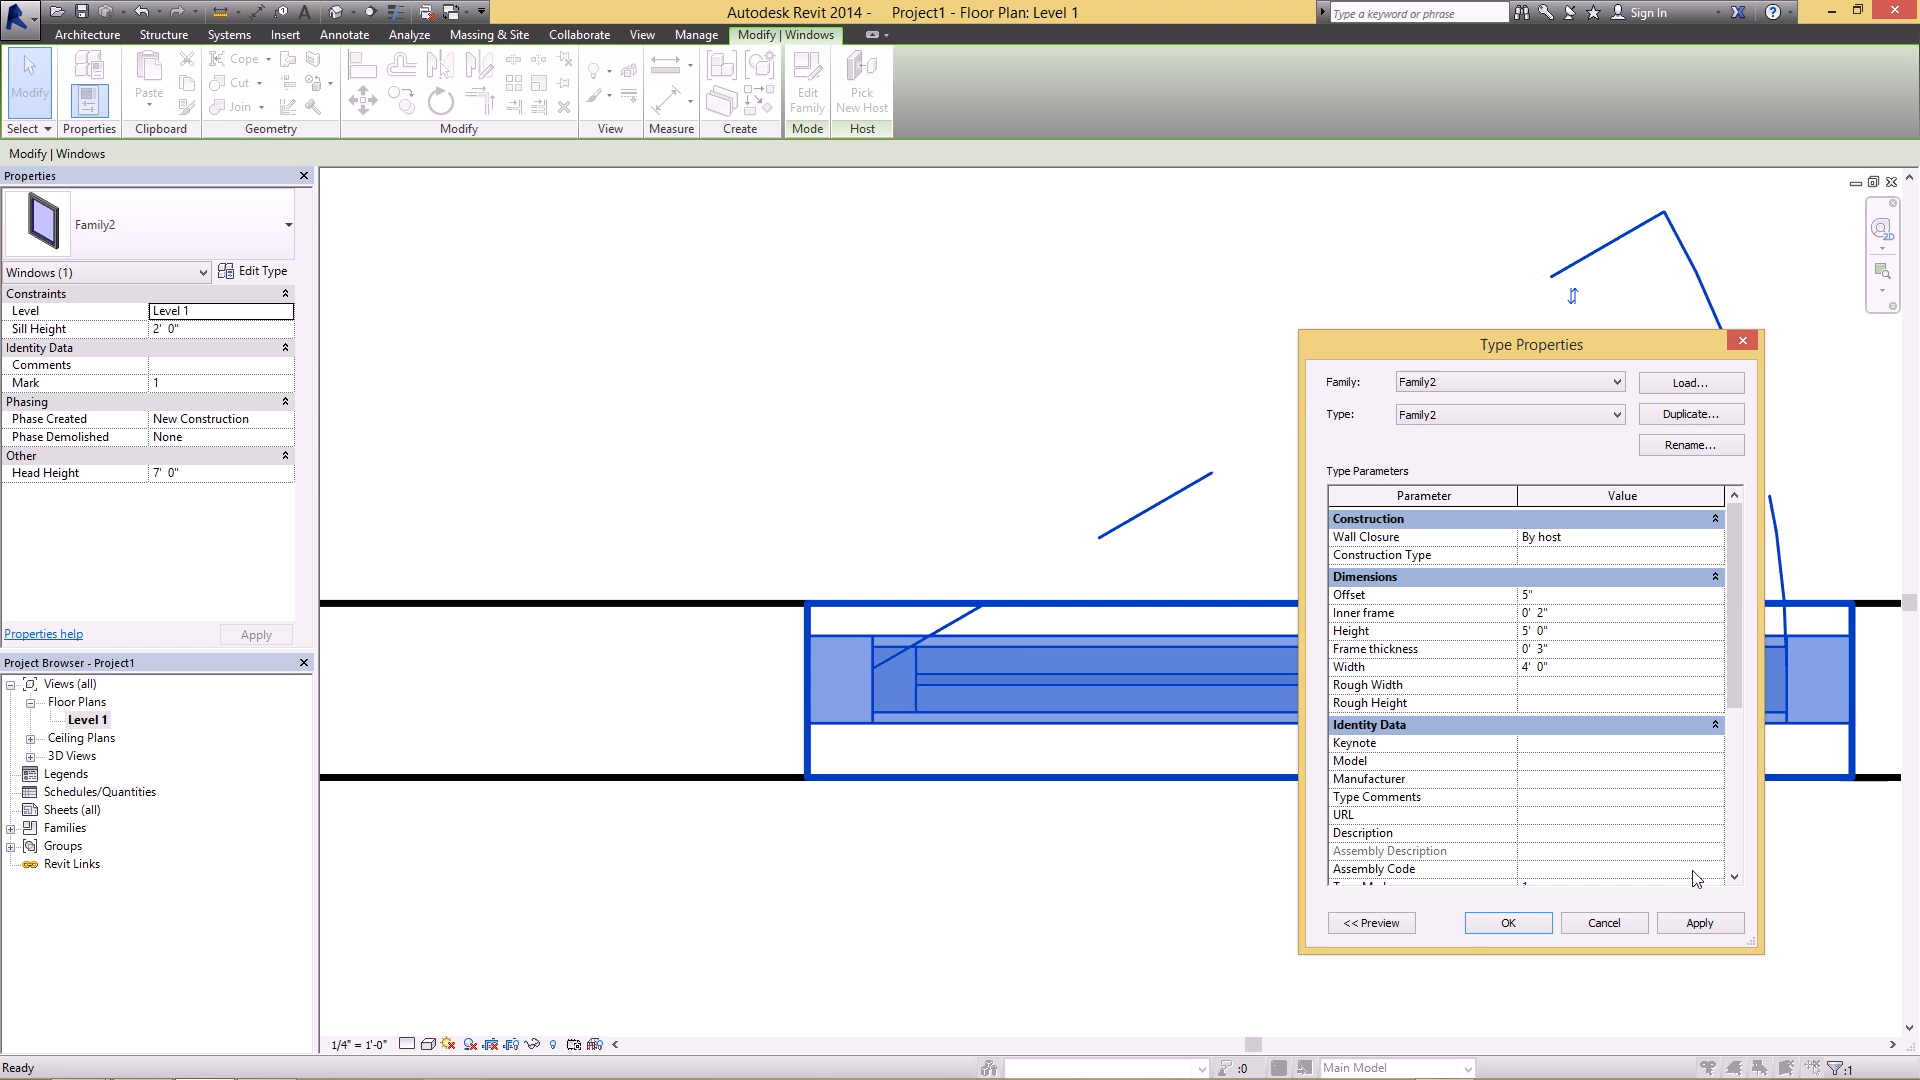 Autodesk Revit 2014 - Project1 - Floor Plan: Level 1
Type a keyword or phrase
Sign In
Architecture Structure Systems Insert Annotate Analyze Massing & Site Collaborate View Manage Modify | Windows
Modify
Paste
Cope
Cut
Join
Edit Family
Pick New Host
Select Properties Clipboard Geometry Modify View Measure Create Mode Host
Modify | Windows
Properties
Family2
Windows (1)
Edit Type
Constraints
Level Level 1
Sill Height 2' 0"
Identity Data
Comments
Mark 1
Phasing
Phase Created New Construction
Phase Demolished None
Other
Head Height 7' 0"
Properties help
Apply
Project Browser - Project1
Views (all)
Floor Plans
Level 1
Ceiling Plans
3D Views
Legends
Schedules/Quantities
Sheets (all)
Families
Groups
Revit Links
2D
Type Properties
Family: Family2 Load...
Type: Family2 Duplicate...
Rename...
Type Parameters
Parameter Value
Construction
Wall Closure By host
Construction Type
Dimensions
Offset 5"
Inner frame 0' 2"
Height 5' 0"
Frame thickness 0' 3"
Width 4' 0"
Rough Width
Rough Height
Identity Data
Keynote
Model
Manufacturer
Type Comments
URL
Description
Assembly Description
Assembly Code
<< Preview OK Cancel Apply
1/4" = 1'-0"
Ready
:0
Main Model
:1